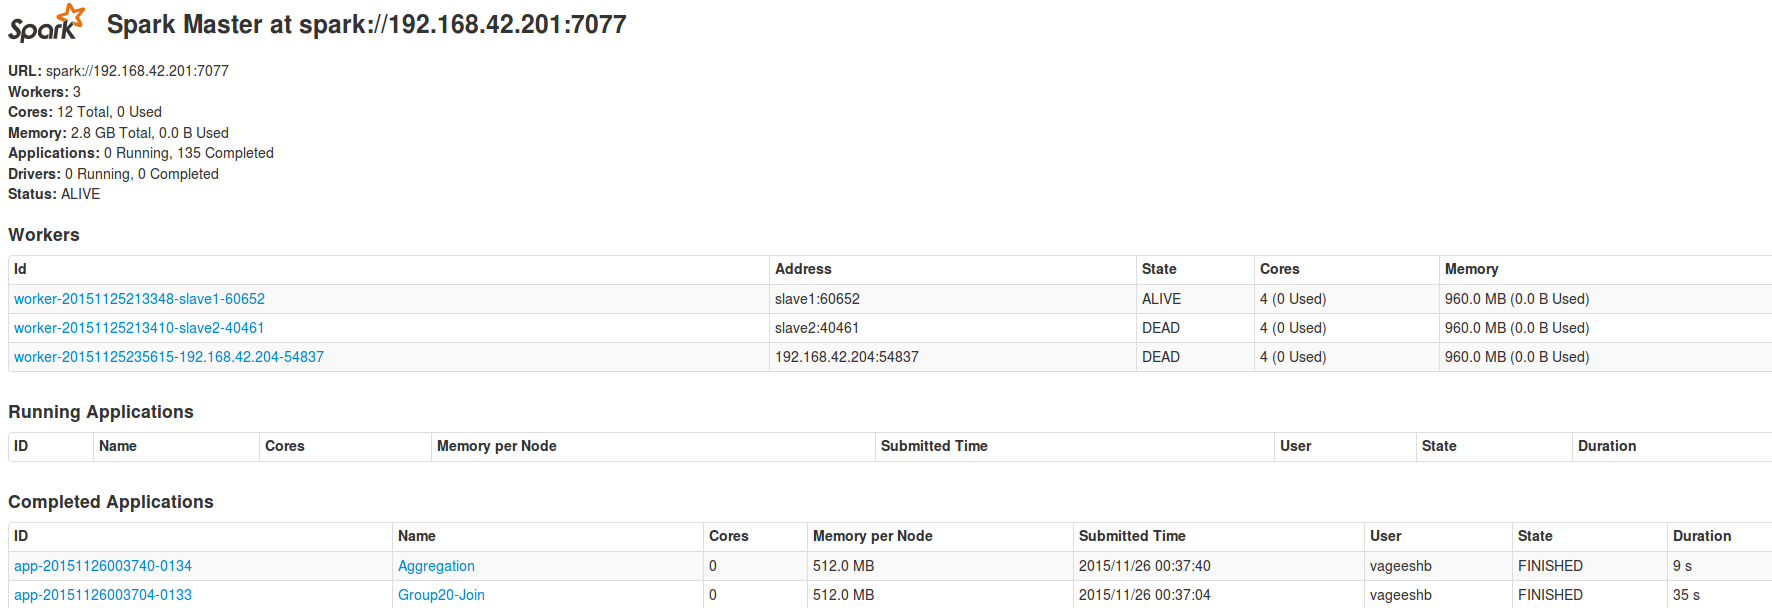 Spark Spark Master at spark://192.168.42.201:7077
URL: spark://192.168.42.201:7077
Workers: 3
Cores: 12 Total, 0 Used
Memory: 2.8 GB Total, 0.0 B Used
Applications: 0 Running, 135 Completed
Drivers: 0 Running, 0 Completed
Status: ALIVE
Workers
Id Address State Cores Memory
worker-20151125213348-slave1-60652 slave1:60652 ALIVE 4 (0 Used) 960.0 MB (0.0 B Used)
worker-20151125213410-slave2-40461 slave2:40461 DEAD 4 (0 Used) 960.0 MB (0.0 B Used)
worker-20151125235615-192.168.42.204-54837 192.168.42.204:54837 DEAD 4 (0 Used) 960.0 MB (0.0 B Used)
Running Applications
ID Name Cores Memory per Node Submitted Time User State Duration
Completed Applications
ID Name Cores Memory per Node Submitted Time User State Duration
app-20151126003740-0134 Aggregation 0 512.0 MB 2015/11/26 00:37:40 vageeshb FINISHED 9 s
app-20151126003704-0133 Group20-Join 0 512.0 MB 2015/11/26 00:37:04 vageeshb FINISHED 35 s